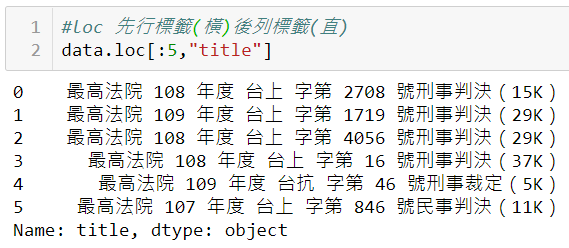 1 #loc 先行標籤(橫)後列標籤(直)
2 data.loc[:5,"title"]
0 最高法院 108 年度 台上 字第 2708 號刑事判決（15K）
1 最高法院 109 年度 台上 字第 1719 號刑事判決（29K）
2 最高法院 108 年度 台上 字第 4056 號刑事判決（29K）
3 最高法院 108 年度 台上 字第 16 號刑事判決（37K）
4 最高法院 109 年度 台抗 字第 46 號刑事裁定（5K）
5 最高法院 107 年度 台上 字第 846 號民事判決（11K）
Name: title, dtype: object